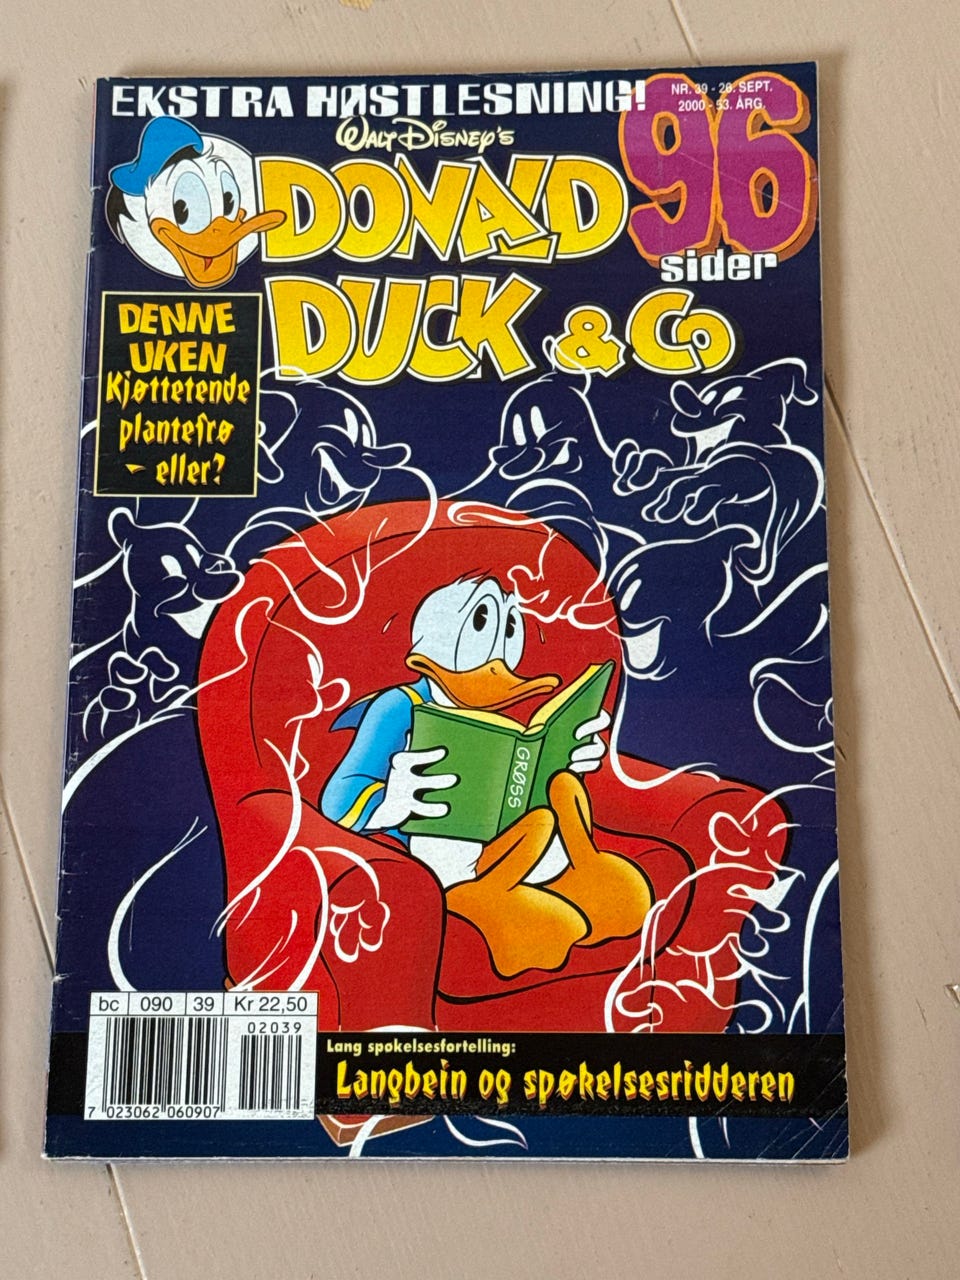 EKSTRA HØSTLESNING!
NR. 39 - 26. SEPT.
2000 - 53. ÅRG.
WALT DISNEY'S
DONALD
DUCK & Co
96
sider
DENNE
UKEN
Kjøttetende
plantefrø
- eller?
GRØSS
bc 090 39 Kr 22,50
02039
7 023062 060907
Lang spøkelsesfortelling:
Langbein og spøkelsesridderen